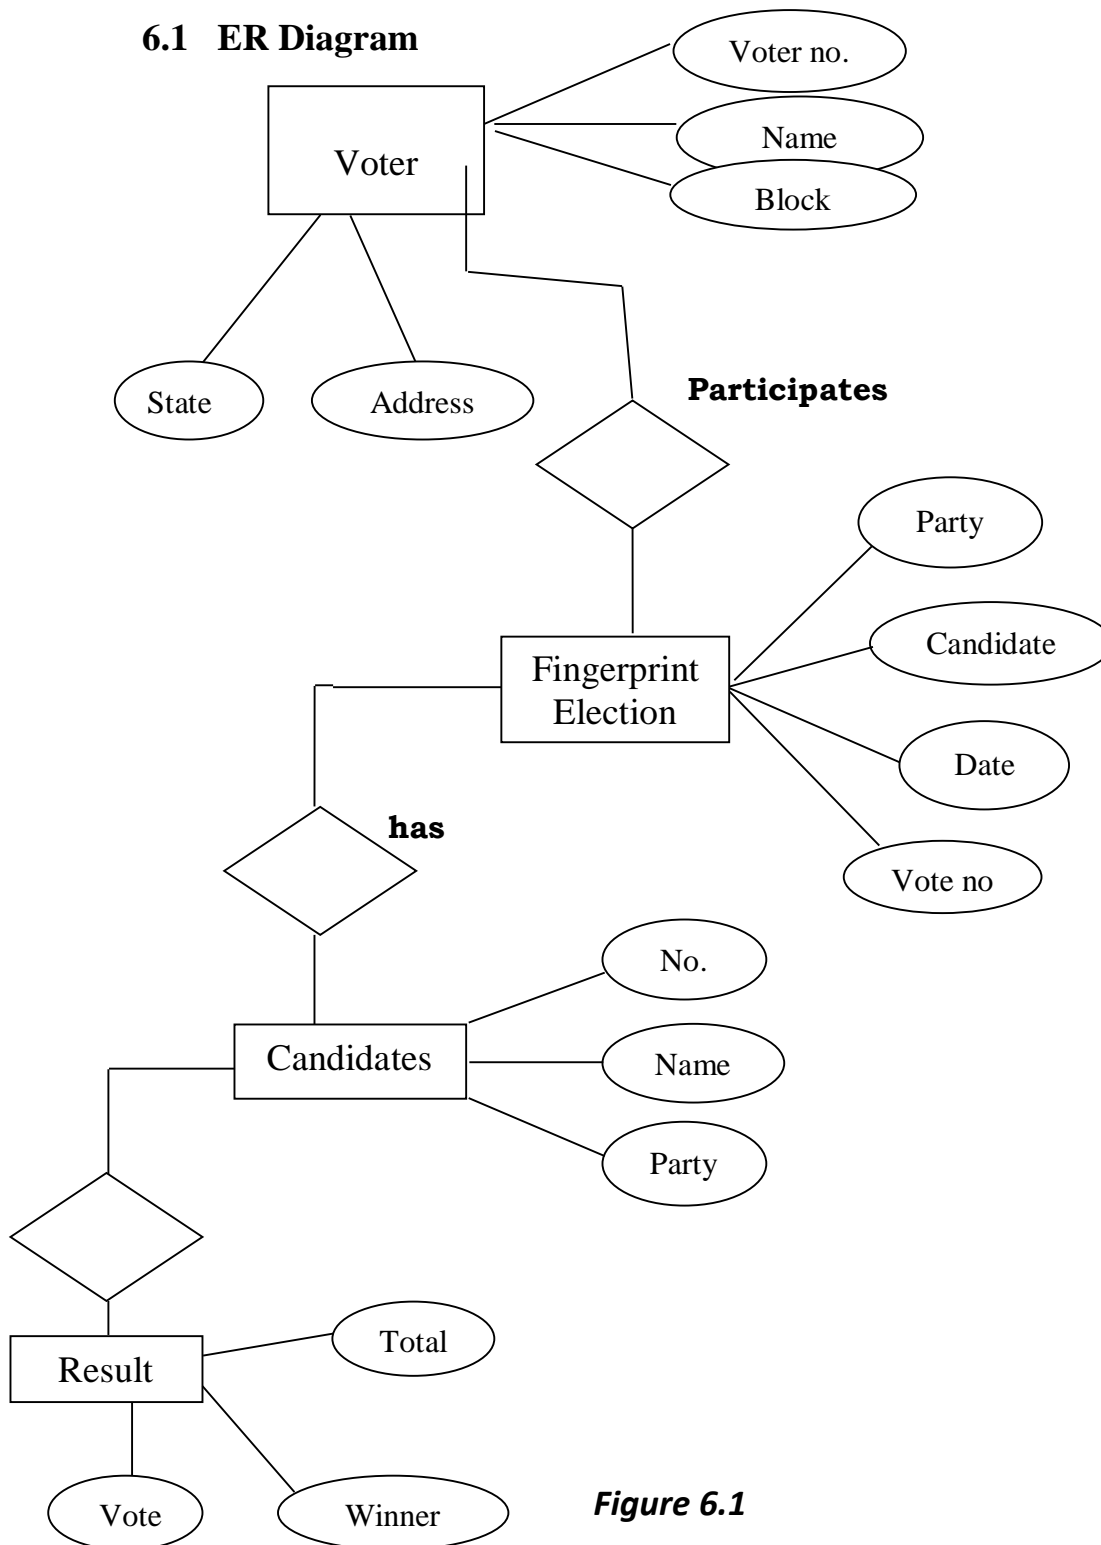 6.1 ER Diagram
Voter no.
Name
Voter
Block
State
Address
Participates
Party
Candidate
Fingerprint
Election
Date
has
Vote no
No.
Candidates
Name
Party
Total
Result
Vote
Winner
Figure 6.1